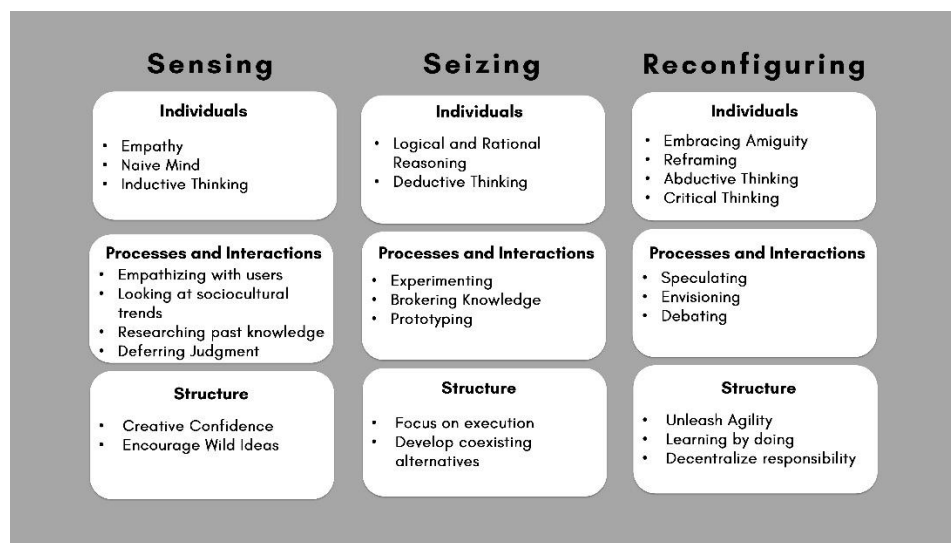 Sensing
Individuals
• Empathy
• Naive Mind
• Inductive Thinking
Processes and Interactions
• Empathizing with users
• Looking at sociocultural
trends
• Researching past knowledge
• Deferring Judgment
Structure
• Creative Confidence
• Encourage Wild Ideas
Seizing
Individuals
• Logical and Rational
Reasoning
• Deductive Thinking
Processes and Interactions
• Experimenting
• Brokering Knowledge
• Prototyping
Structure
• Focus on execution
• Develop coexisting
alternatives
Reconfiguring
Individuals
• Embracing Amiguity
• Reframing
• Abductive Thinking
• Critical Thinking
Processes and Interactions
• Speculating
• Envisioning
• Debating
Structure
• Unleash Agility
• Learning by doing
• Decentralize responsibility